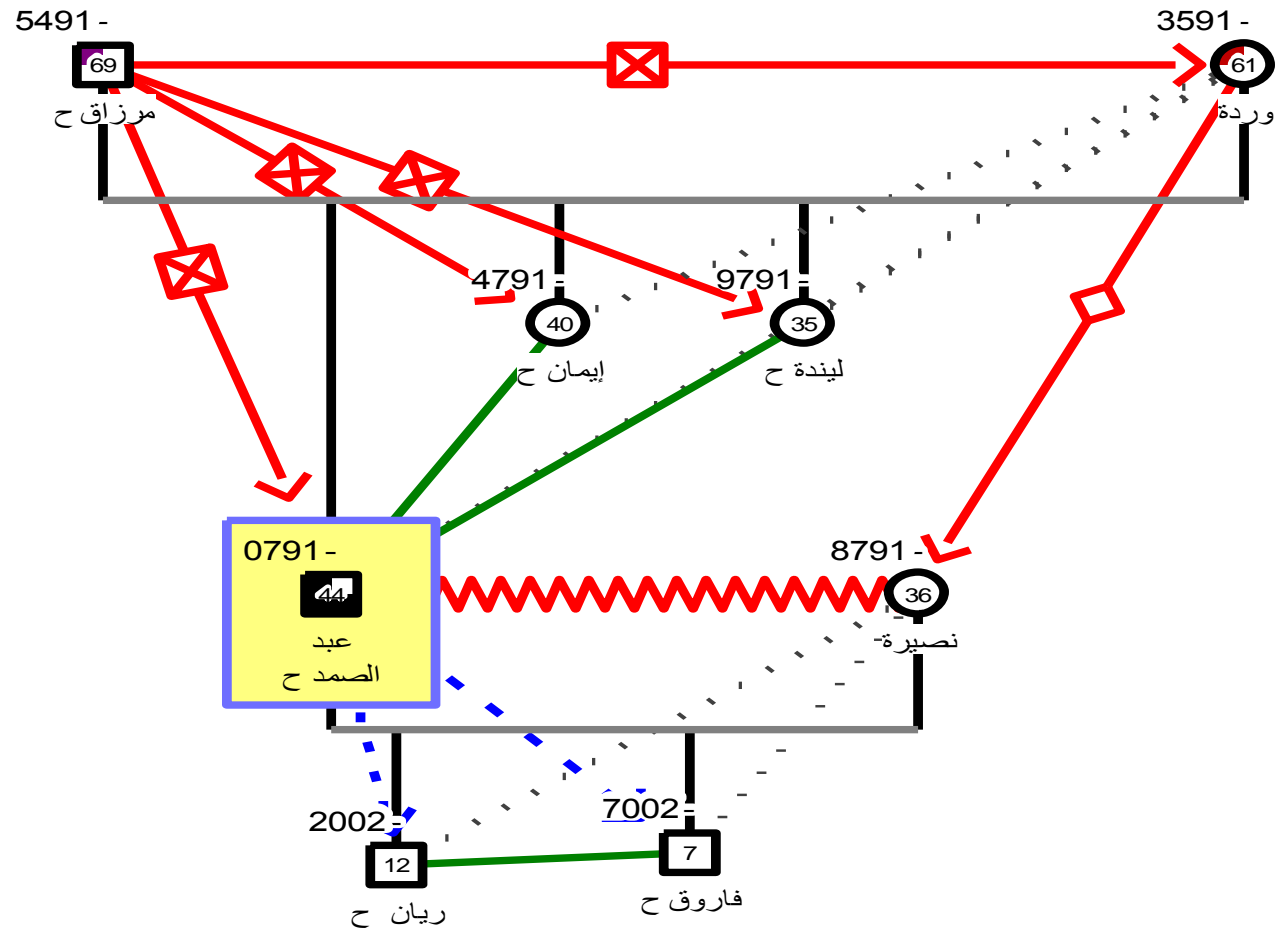 5491 -
3591 -
69
61
مرزاق ح
وردة
4791 -
9791 -
40
35
إيمان ح
ليندة ح
0791 -
8791 -
44
36
عبد
الصمد ح
نصيرة
2002 -
7002 -
12
7
ريان ح
فاروق ح